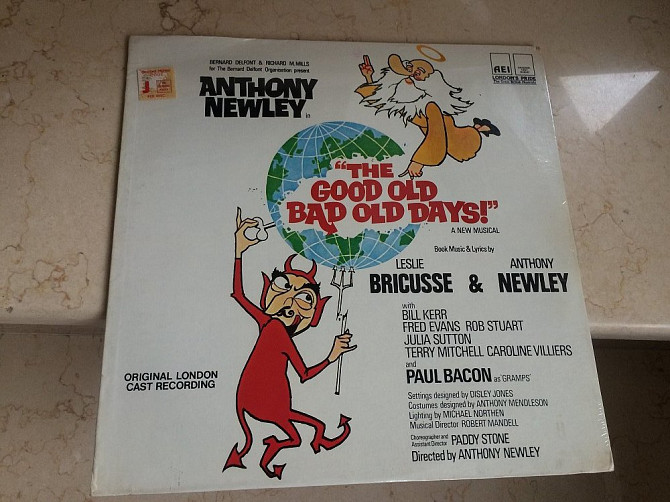 BERNARD DELFONT & RICHARD M. MILLS
for The Bernard Delfont Organisation present
ANTHONY
NEWLEY in
AEI
LONDON'S PRIDE
"THE
GOOD OLD
BAD OLD DAYS!"
A NEW MUSICAL
Book Music & Lyrics by
LESLIE ANTHONY
BRICUSSE & NEWLEY
with
BILL KERR
FRED EVANS ROB STUART
JULIA SUTTON
TERRY MITCHELL CAROLINE VILLIERS
and
PAUL BACON as 'GRAMPS'
Settings designed by DISLEY JONES
Costumes designed by ANTHONY MENDLESON
Lighting by MICHAEL NORTHEN
Musical Director ROBERT MANDELL
Choreographer and
Assistant Director PADDY STONE
Directed by ANTHONY NEWLEY
ORIGINAL LONDON
CAST RECORDING